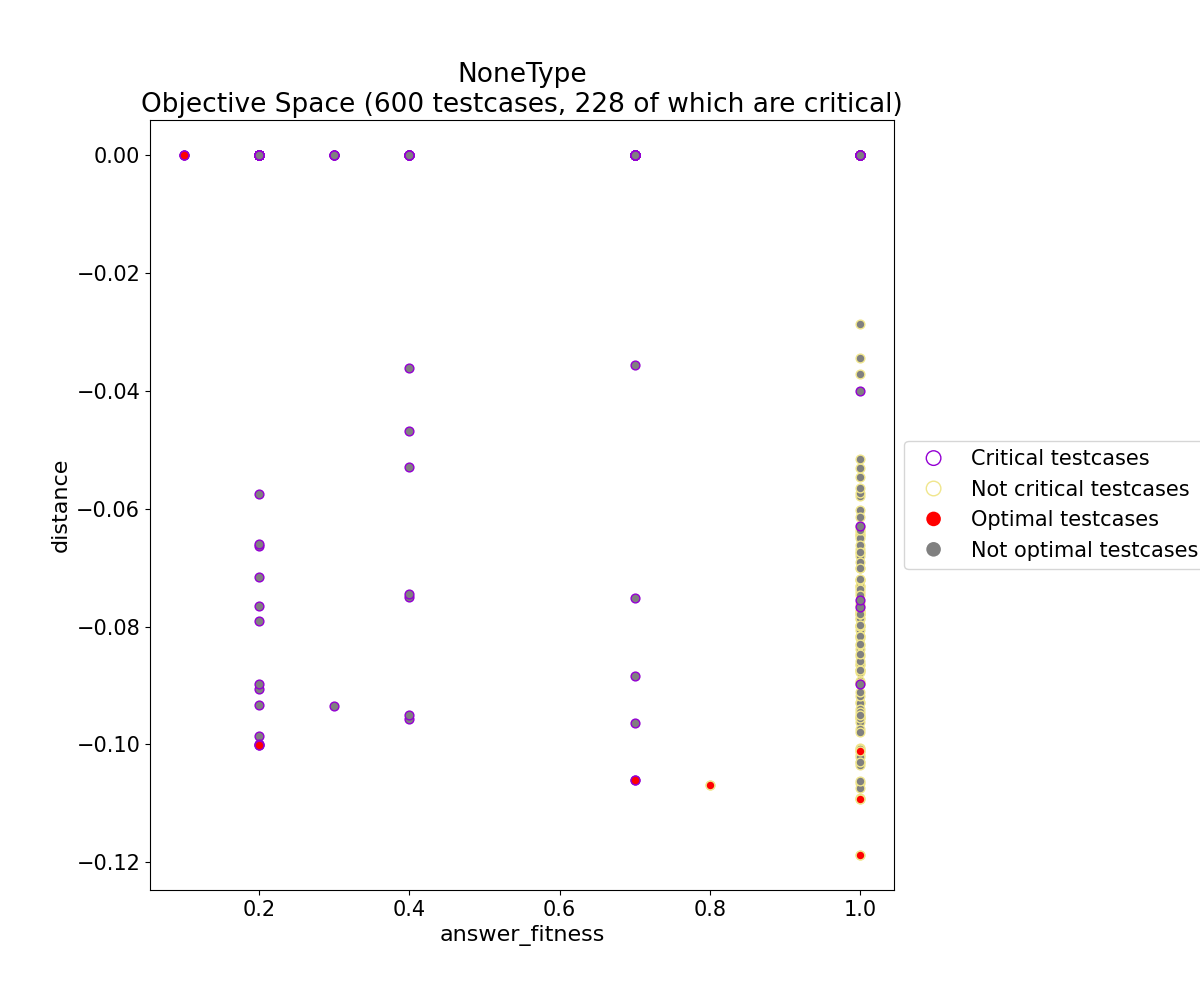 NoneType
Objective Space (600 testcases, 228 of which are critical)
0.00
−0.02
−0.04
−0.06
−0.08
−0.10
−0.12
distance
0.2
0.4
0.6
0.8
1.0
answer_fitness
Critical testcases
Not critical testcases
Optimal testcases
Not optimal testcases